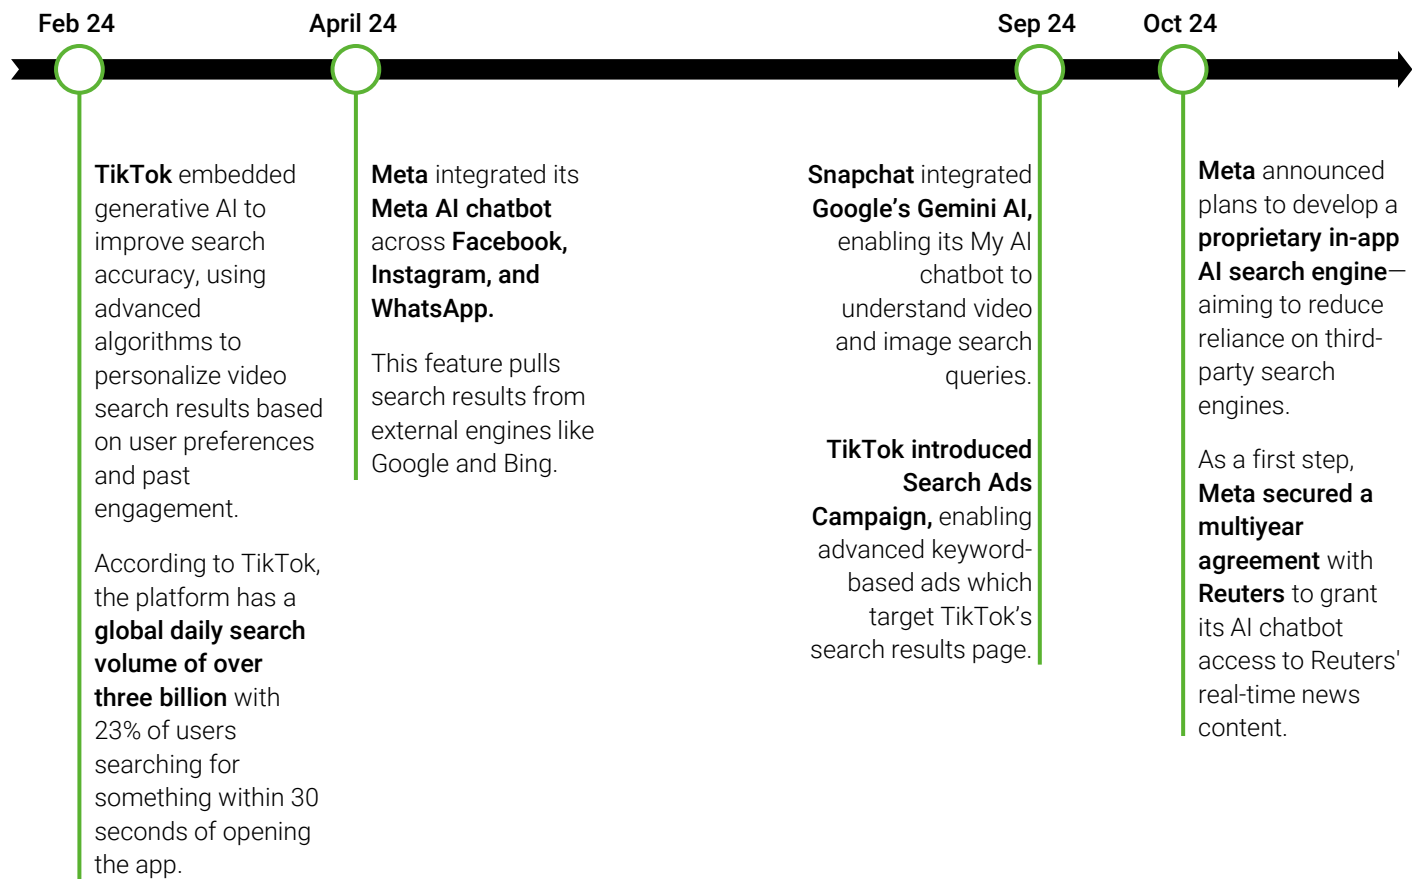 Feb 24
April 24
Sep 24
Oct 24
TikTok embedded
generative AI to
improve search
accuracy, using
advanced
algorithms to
personalize video
search results based
on user preferences
and past
engagement.
According to TikTok,
the platform has a
global daily search
volume of over
three billion with
23% of users
searching for
something within 30
seconds of opening
the app.
Meta integrated its
Meta AI chatbot
across Facebook,
Instagram, and
WhatsApp.
This feature pulls
search results from
external engines like
Google and Bing.
Snapchat integrated
Google’s Gemini AI,
enabling its My AI
chatbot to
understand video
and image search
queries.
TikTok introduced
Search Ads
Campaign, enabling
advanced keyword-
based ads which
target TikTok’s
search results page.
Meta announced
plans to develop a
proprietary in-app
AI search engine—
aiming to reduce
reliance on third-
party search
engines.
As a first step,
Meta secured a
multiyear
agreement with
Reuters to grant
its AI chatbot
access to Reuters'
real-time news
content.